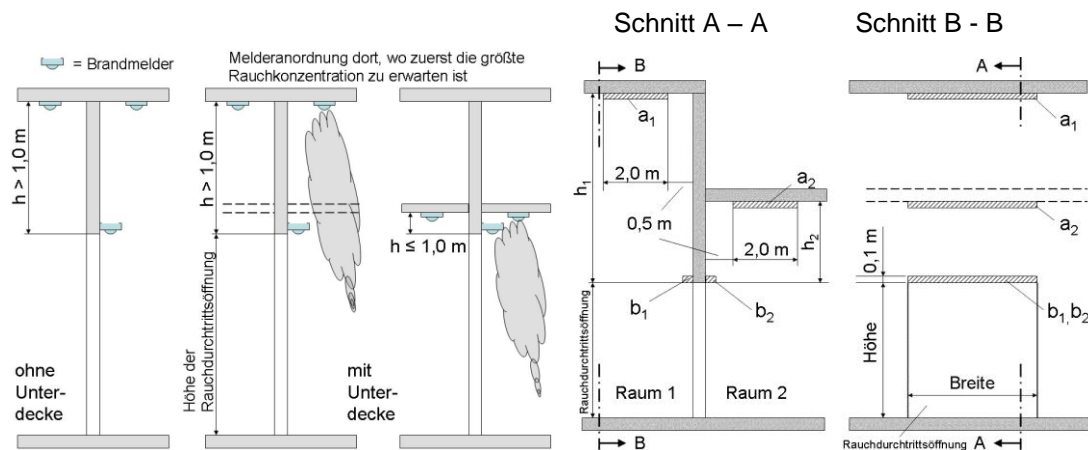 = Brandmelder
Melderanordnung dort, wo zuerst die größte
Rauchkonzentration zu erwarten ist
h > 1,0 m
h > 1,0 m
h ≤ 1,0 m
Höhe der
Rauchdurchtrittsöffnung
ohne
Unter-
decke
mit
Unter-
decke
Schnitt A – A
B
a1
h1
2,0 m
a2
0,5 m
2,0 m
h2
b1
b2
Rauchdurchtrittsöffnung
Raum 1
Raum 2
B
Schnitt B - B
A
a1
a2
0,1 m
b1, b2
Höhe
Breite
Rauchdurchtrittsöffnung
A